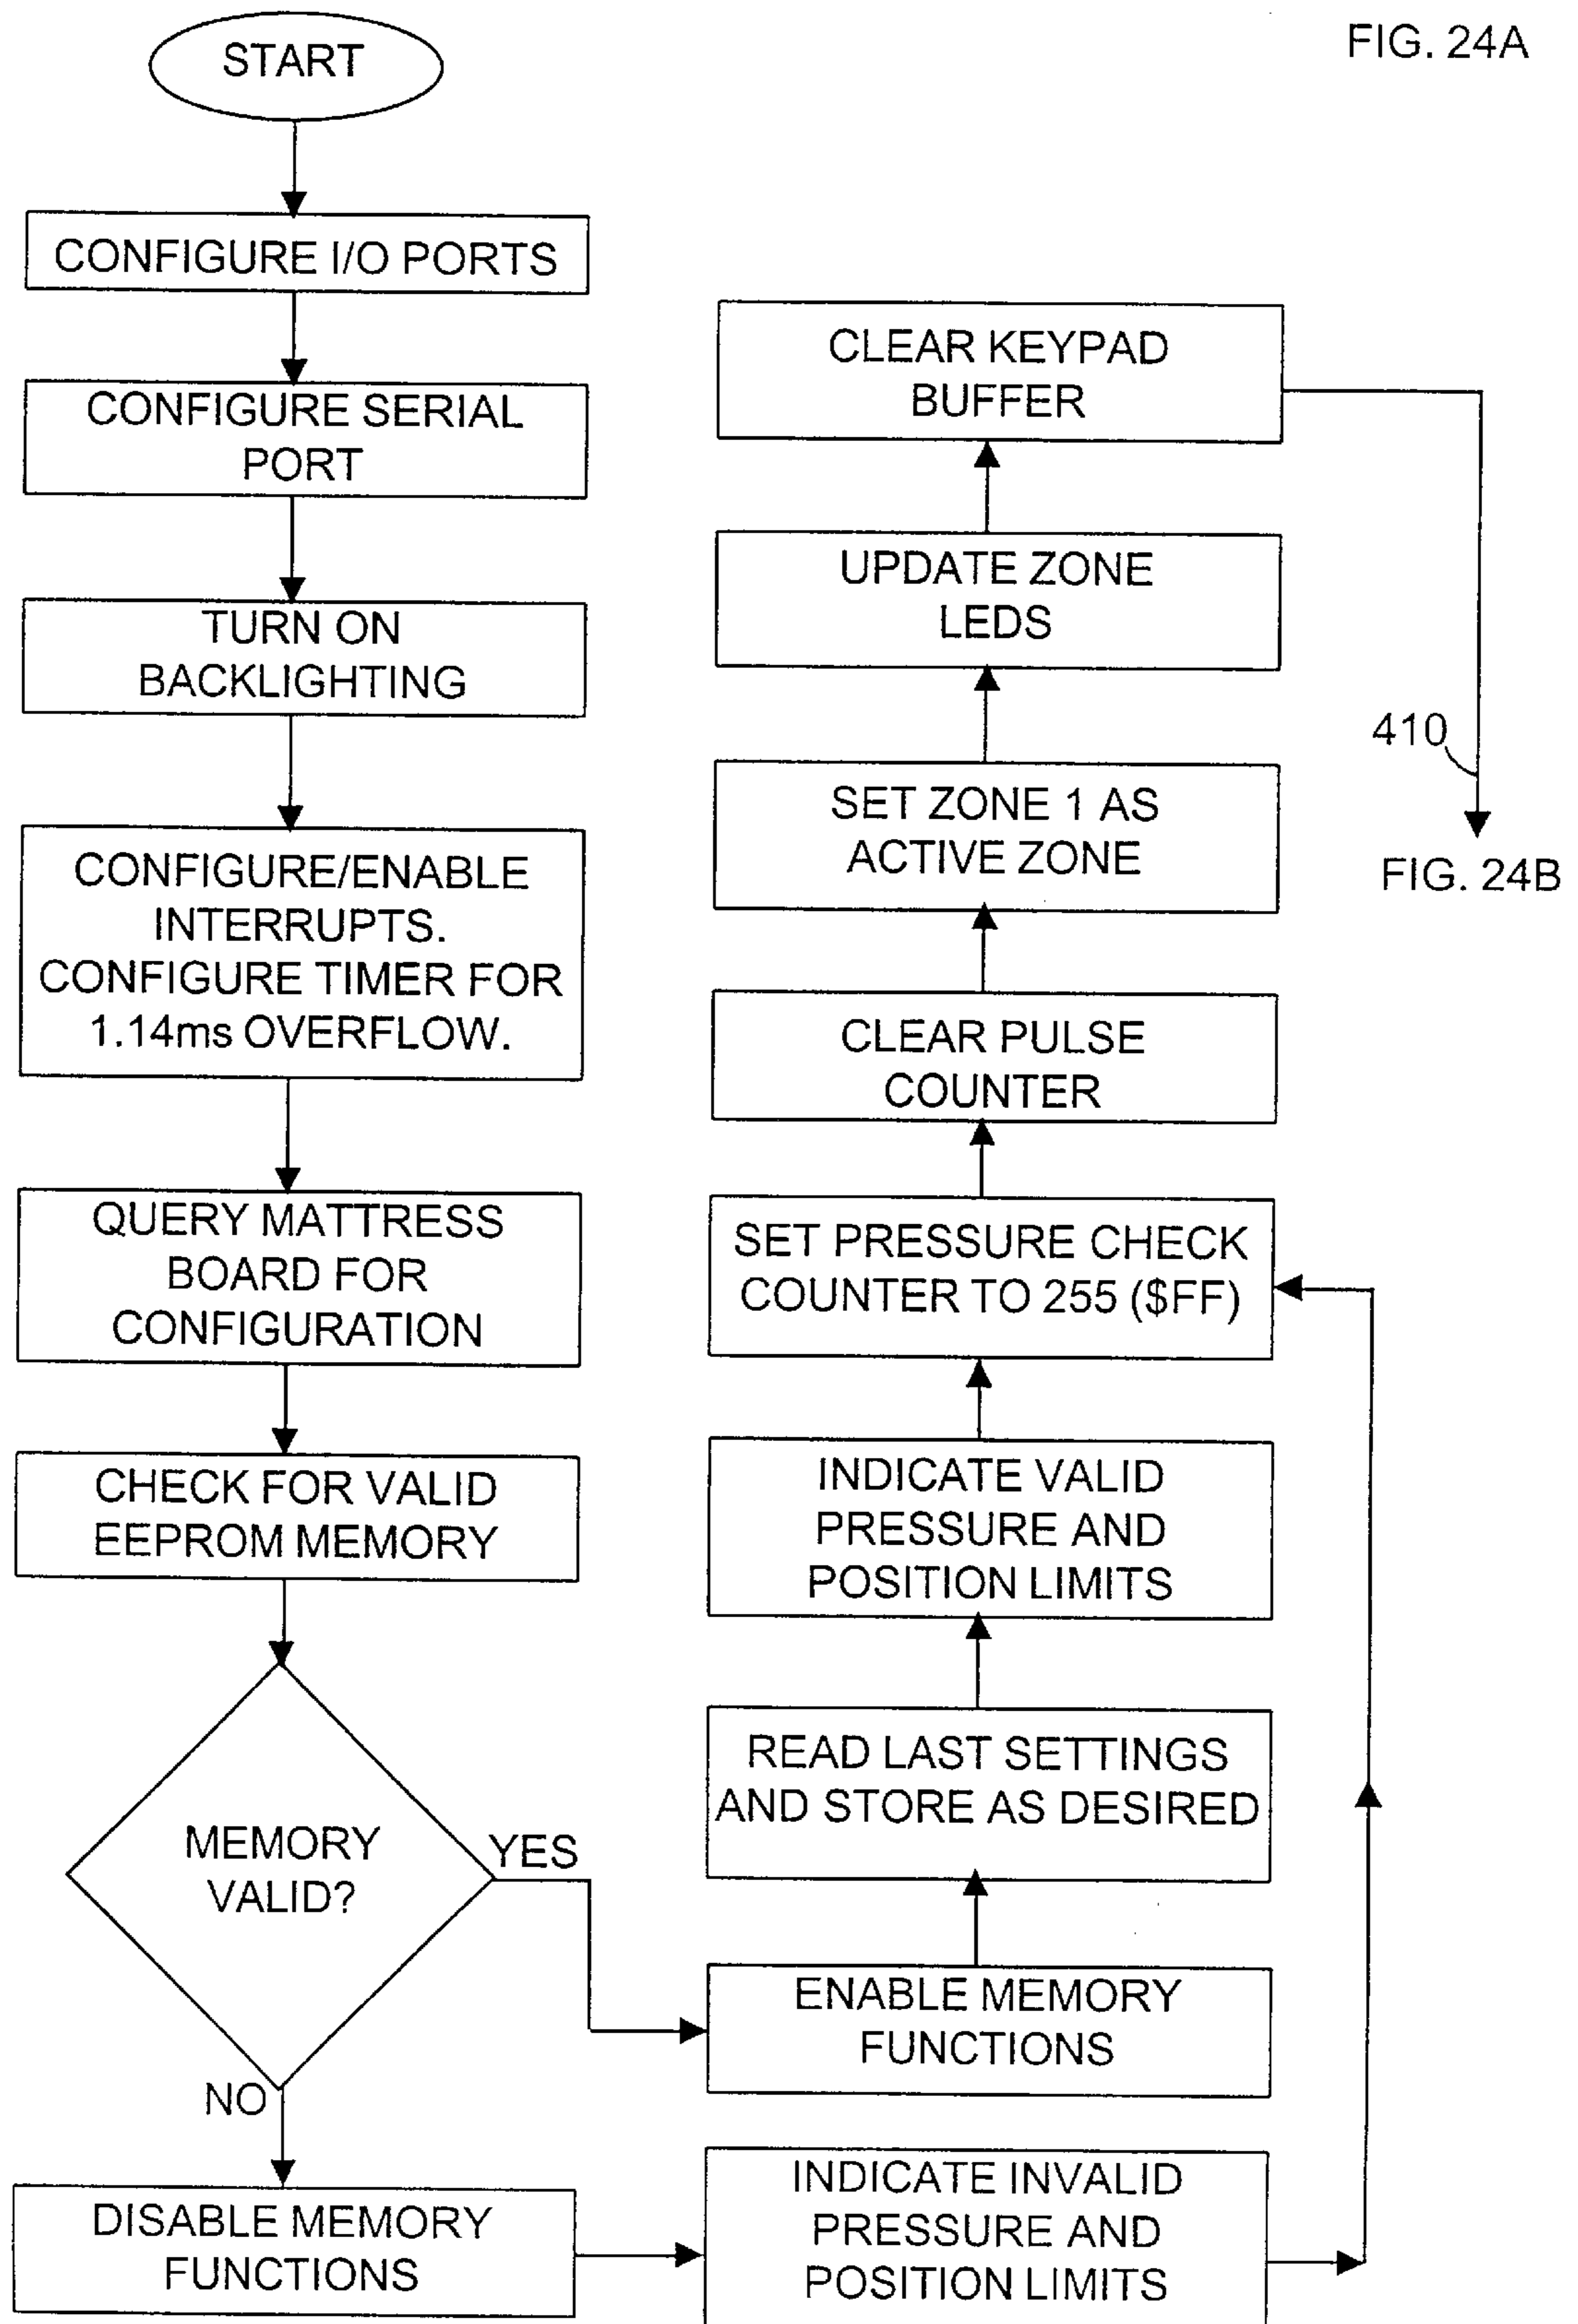 FIG. 24A
START
CONFIGURE I/O PORTS
CONFIGURE SERIAL
PORT
TURN ON
BACKLIGHTING
CONFIGURE/ENABLE
INTERRUPTS.
CONFIGURE TIMER FOR
1.14ms OVERFLOW.
QUERY MATTRESS
BOARD FOR
CONFIGURATION
CHECK FOR VALID
EEPROM MEMORY
MEMORY
VALID?
YES
NO
DISABLE MEMORY
FUNCTIONS
INDICATE INVALID
PRESSURE AND
POSITION LIMITS
ENABLE MEMORY
FUNCTIONS
READ LAST SETTINGS
AND STORE AS DESIRED
INDICATE VALID
PRESSURE AND
POSITION LIMITS
SET PRESSURE CHECK
COUNTER TO 255 ($FF)
CLEAR PULSE
COUNTER
SET ZONE 1 AS
ACTIVE ZONE
UPDATE ZONE
LEDS
CLEAR KEYPAD
BUFFER
410
FIG. 24B